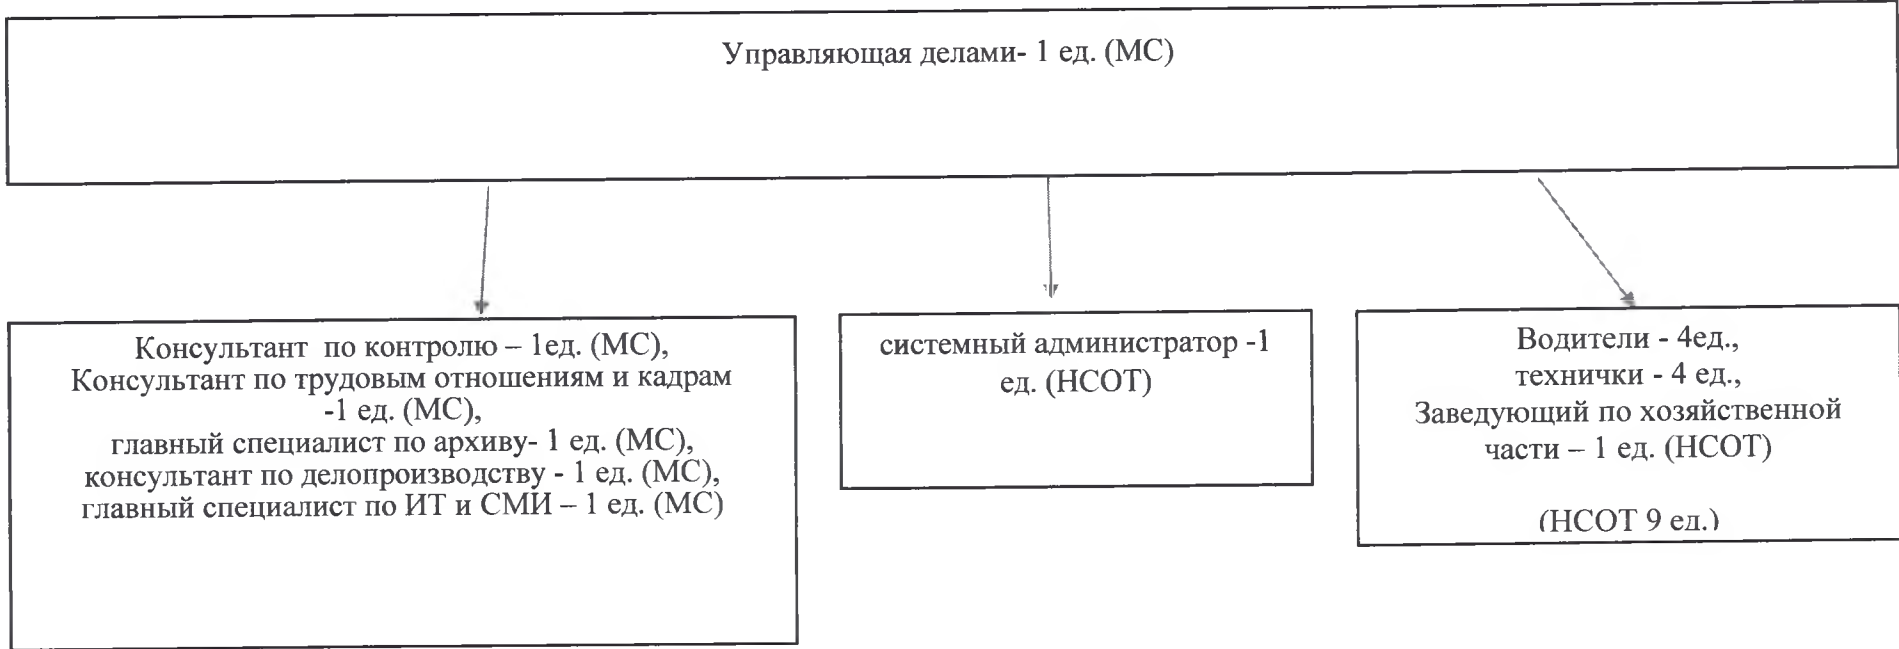 Управляющая делами- 1 ед. (МС)
Консультант по контролю – 1ед. (МС),
Консультант по трудовым отношениям и кадрам
-1 ед. (МС),
главный специалист по архиву- 1 ед. (МС),
консультант по делопроизводству - 1 ед. (МС),
главный специалист по ИТ и СМИ – 1 ед. (МС)
системный администратор -1
ед. (НСОТ)
Водители - 4ед.,
технички - 4 ед.,
Заведующий по хозяйственной
части – 1 ед. (НСОТ)
(НСОТ 9 ед.)